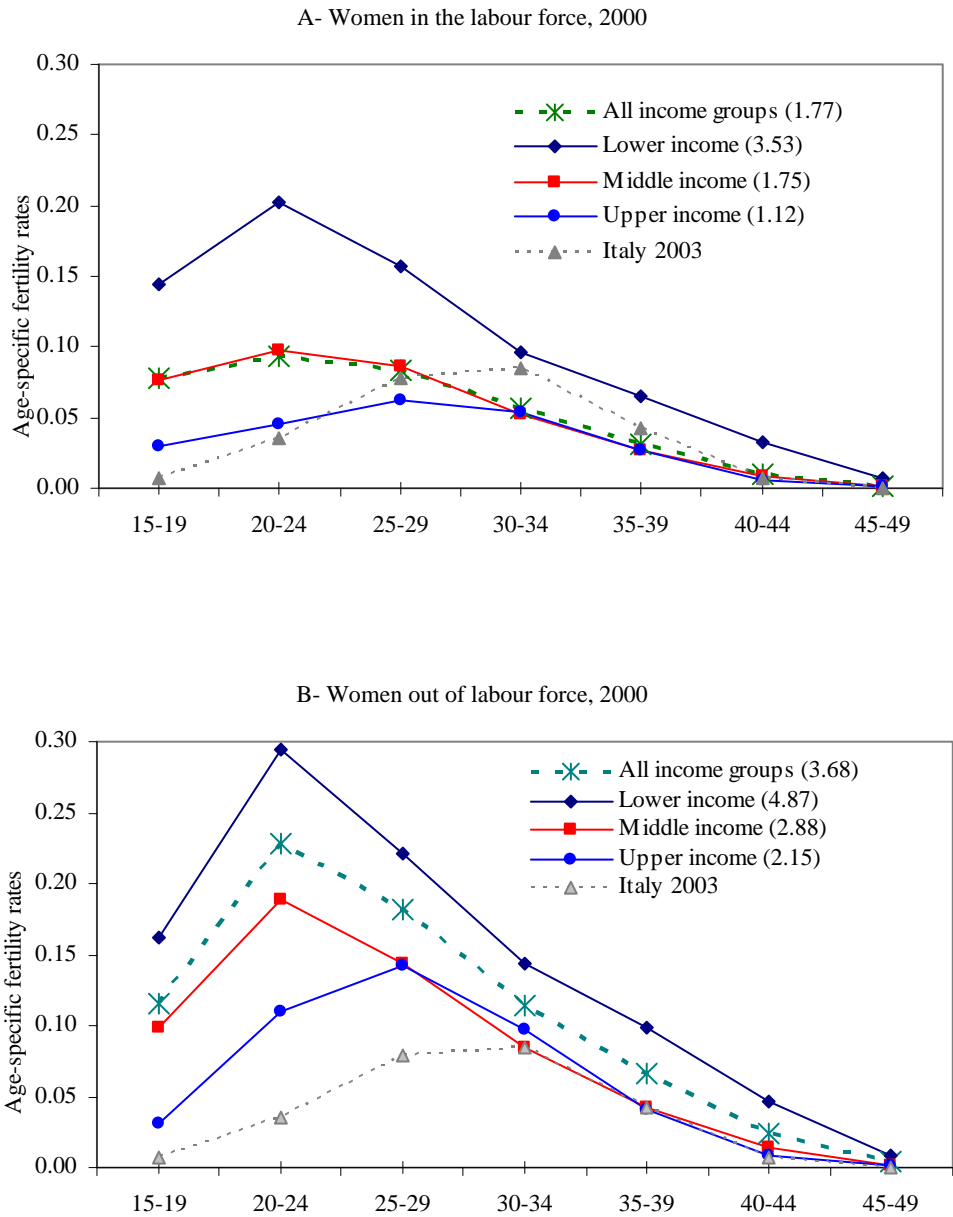 A- Women in the labour force, 2000
0.30
0.25
0.20
0.15
0.10
0.05
0.00
Age-specific fertility rates
All income groups (1.77)
Lower income (3.53)
Middle income (1.75)
Upper income (1.12)
Italy 2003
15-19 20-24 25-29 30-34 35-39 40-44 45-49
B- Women out of labour force, 2000
0.30
0.25
0.20
0.15
0.10
0.05
0.00
Age-specific fertility rates
All income groups (3.68)
Lower income (4.87)
Middle income (2.88)
Upper income (2.15)
Italy 2003
15-19 20-24 25-29 30-34 35-39 40-44 45-49